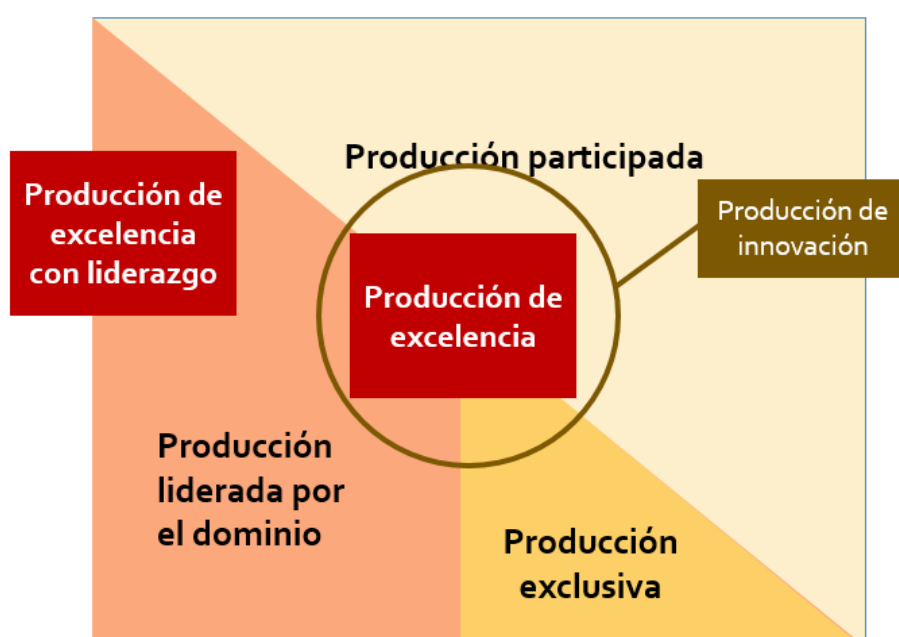 Producción participada
Producción de
excelencia
con liderazgo
Producción de
innovación
Producción de
excelencia
Producción
liderada por
el dominio
Producción
exclusiva